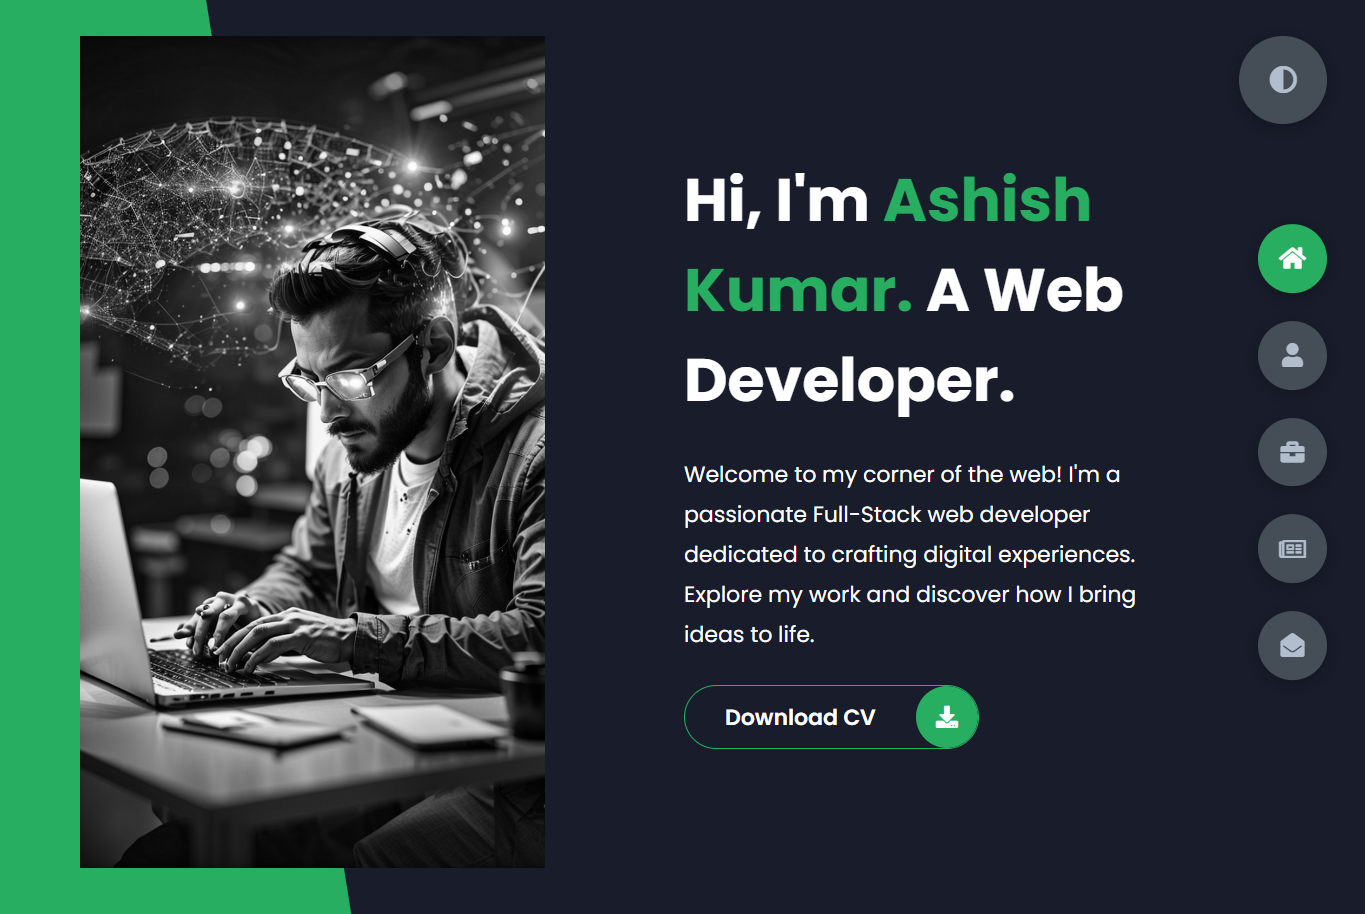 Hi, I'm Ashish
Kumar. A Web
Developer.
Welcome to my corner of the web! I'm a
passionate Full-Stack web developer
dedicated to crafting digital experiences.
Explore my work and discover how I bring
ideas to life.
Download CV